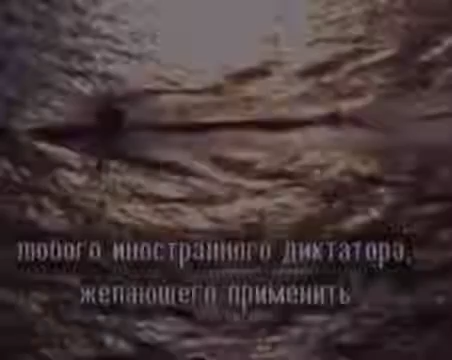 любого иностранного диктатора,
желающего применить